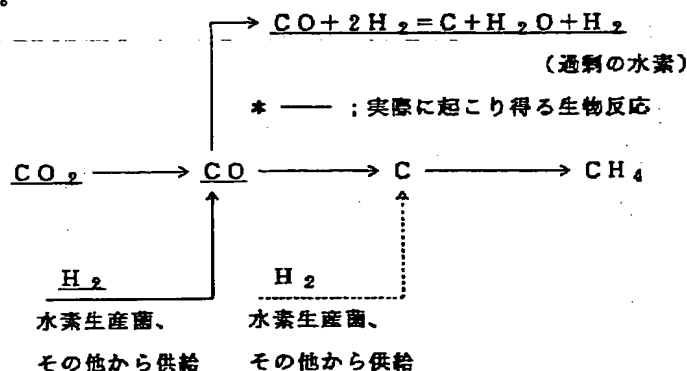 。
CO+2H₂=C+H₂O+H₂
(過剰の水素)
* ── ;実際に起こり得る生物反応
CO₂ → CO → C → CH₄
H₂ H₂
水素生産菌、 水素生産菌、
その他から供給 その他から供給